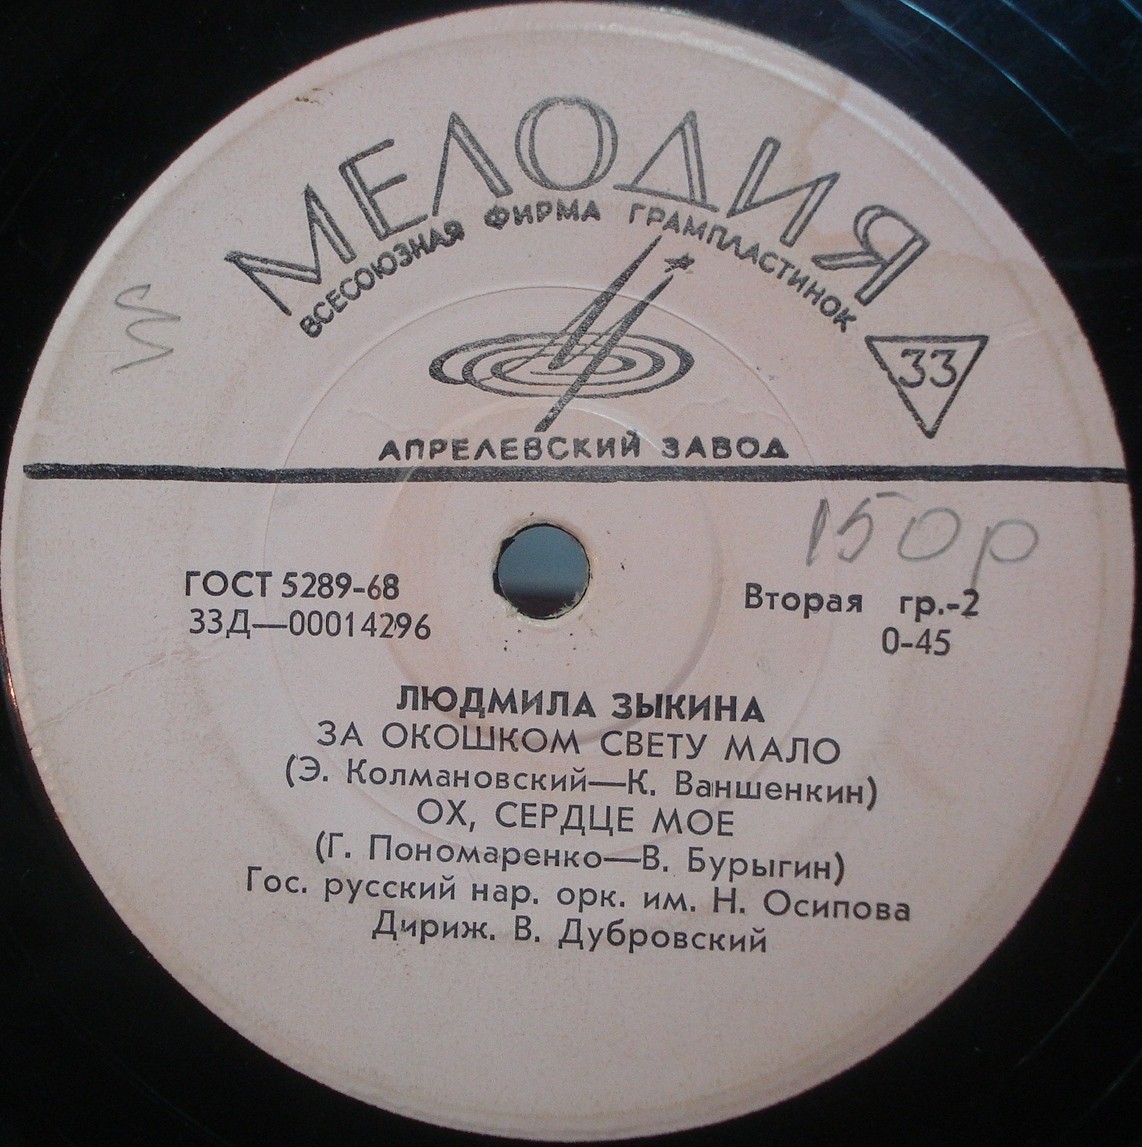 МЕЛОДИЯ
ВСЕСОЮЗНАЯ ФИРМА ГРАМПЛАСТИНОК
33
АПРЕЛЕВСКИЙ ЗАВОД
150р
ГОСТ 5289-68
Вторая гр.-2
33Д—00014296
0-45
ЛЮДМИЛА ЗЫКИНА
ЗА ОКОШКОМ СВЕТУ МАЛО
(Э. Колмановский—К. Ваншенкин)
ОХ, СЕРДЦЕ МОЕ
(Г. Пономаренко—В. Бурыгин)
Гос. русский нар. орк. им. Н. Осипова
Дириж. В. Дубровский